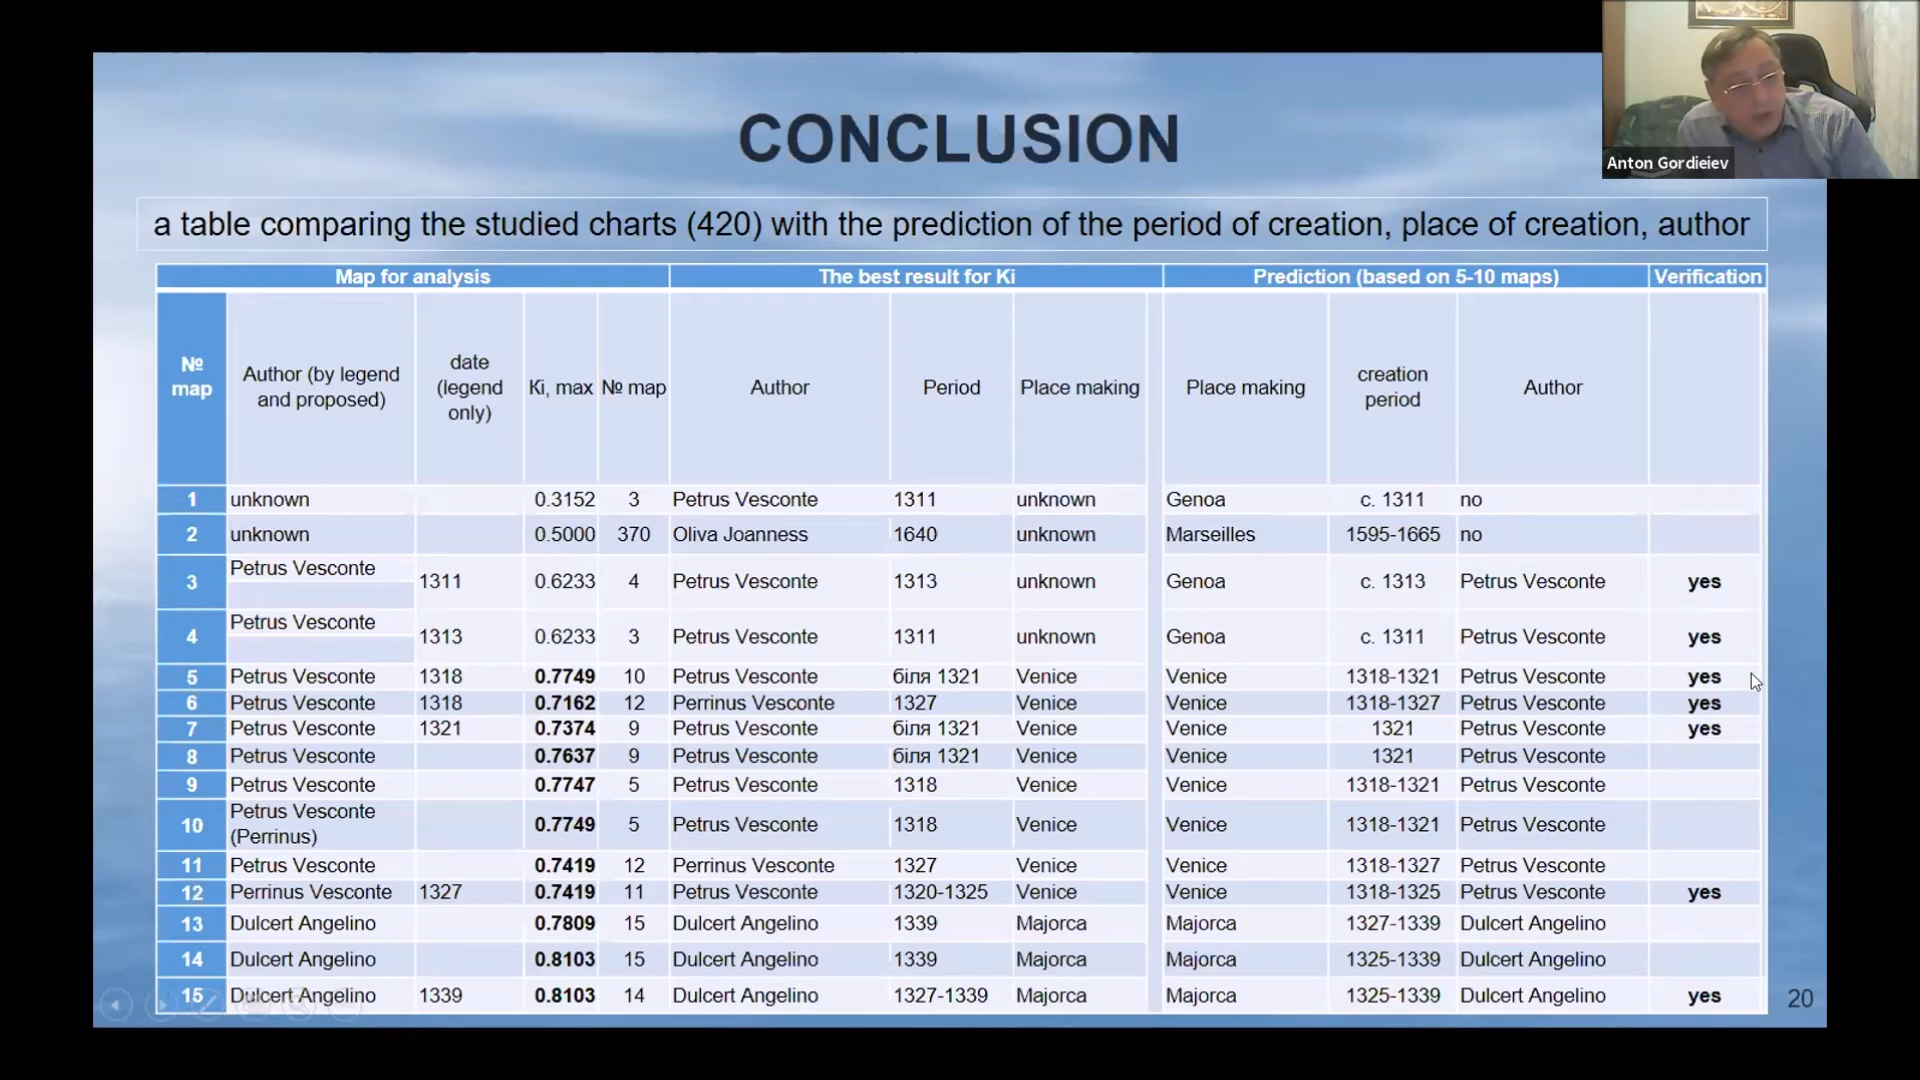 Anton Gordieiev
CONCLUSION
a table comparing the studied charts (420) with the prediction of the period of creation, place of creation, author
Map for analysis The best result for Ki Prediction (based on 5-10 maps) Verification
№ map Author (by legend and proposed) date (legend only) Ki, max № map Author Period Place making Place making creation period Author
1 unknown 0.3152 3 Petrus Vesconte 1311 unknown Genoa c. 1311 no
2 unknown 0.5000 370 Oliva Joanness 1640 unknown Marseilles 1595-1665 no
3 Petrus Vesconte 1311 0.6233 4 Petrus Vesconte 1313 unknown Genoa c. 1313 Petrus Vesconte yes
4 Petrus Vesconte 1313 0.6233 3 Petrus Vesconte 1311 unknown Genoa c. 1311 Petrus Vesconte yes
5 Petrus Vesconte 1318 0.7749 10 Petrus Vesconte біля 1321 Venice Venice 1318-1321 Petrus Vesconte yes
6 Petrus Vesconte 1318 0.7162 12 Perrinus Vesconte 1327 Venice Venice 1318-1327 Petrus Vesconte yes
7 Petrus Vesconte 1321 0.7374 9 Petrus Vesconte біля 1321 Venice Venice 1321 Petrus Vesconte yes
8 Petrus Vesconte 0.7637 9 Petrus Vesconte біля 1321 Venice Venice 1321 Petrus Vesconte
9 Petrus Vesconte 0.7747 5 Petrus Vesconte 1318 Venice Venice 1318-1321 Petrus Vesconte
10 Petrus Vesconte (Perrinus) 0.7749 5 Petrus Vesconte 1318 Venice Venice 1318-1321 Petrus Vesconte
11 Petrus Vesconte 0.7419 12 Perrinus Vesconte 1327 Venice Venice 1318-1327 Petrus Vesconte
12 Perrinus Vesconte 1327 0.7419 11 Petrus Vesconte 1320-1325 Venice Venice 1318-1325 Petrus Vesconte yes
13 Dulcert Angelino 0.7809 15 Dulcert Angelino 1339 Majorca Majorca 1327-1339 Dulcert Angelino
14 Dulcert Angelino 0.8103 15 Dulcert Angelino 1339 Majorca Majorca 1325-1339 Dulcert Angelino
15 Dulcert Angelino 1339 0.8103 14 Dulcert Angelino 1327-1339 Majorca Majorca 1325-1339 Dulcert Angelino yes
20